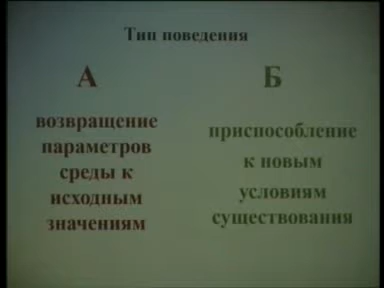 Тип поведения
А
возвращение
параметров
среды к
исходным
значениям
Б
приспособление
к новым
условиям
существования